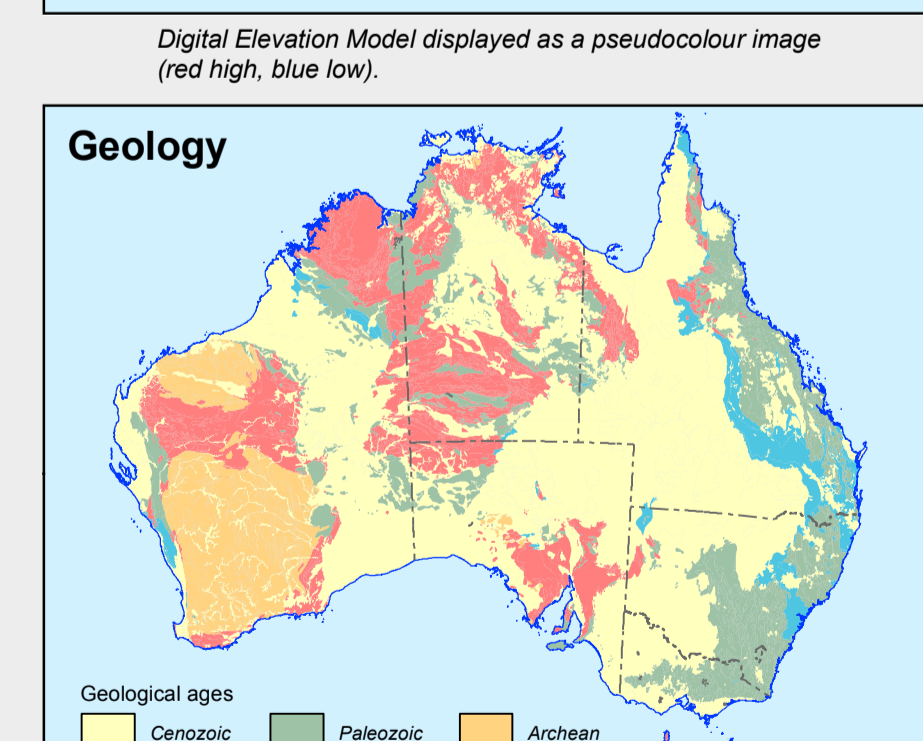 Digital Elevation Model displayed as a pseudocolour image
(red high, blue low).
Geology
Geological ages
Cenozoic
Paleozoic
Archean